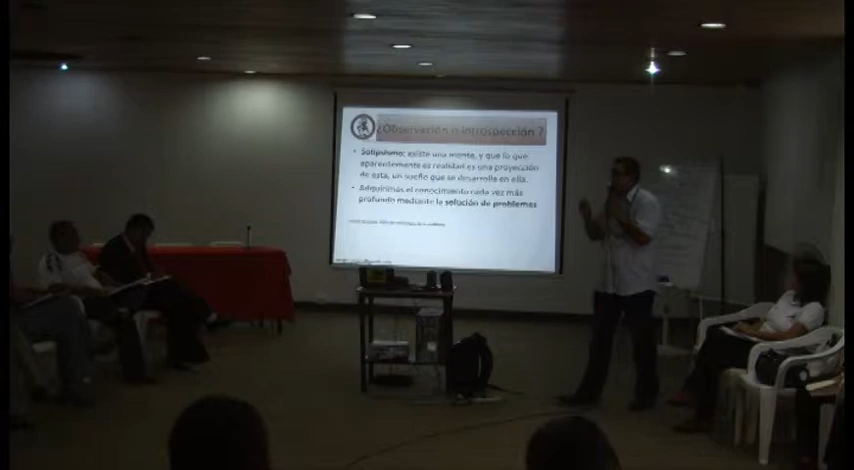 ¿Observación o introspección ?
• Solipsismo: existe una mente, y que lo que
aparentemente es realidad es una proyección
de esta, un sueño que se desarrolla en ella.
• Adquirimos el conocimiento cada vez más
profundo mediante la solución de problemas